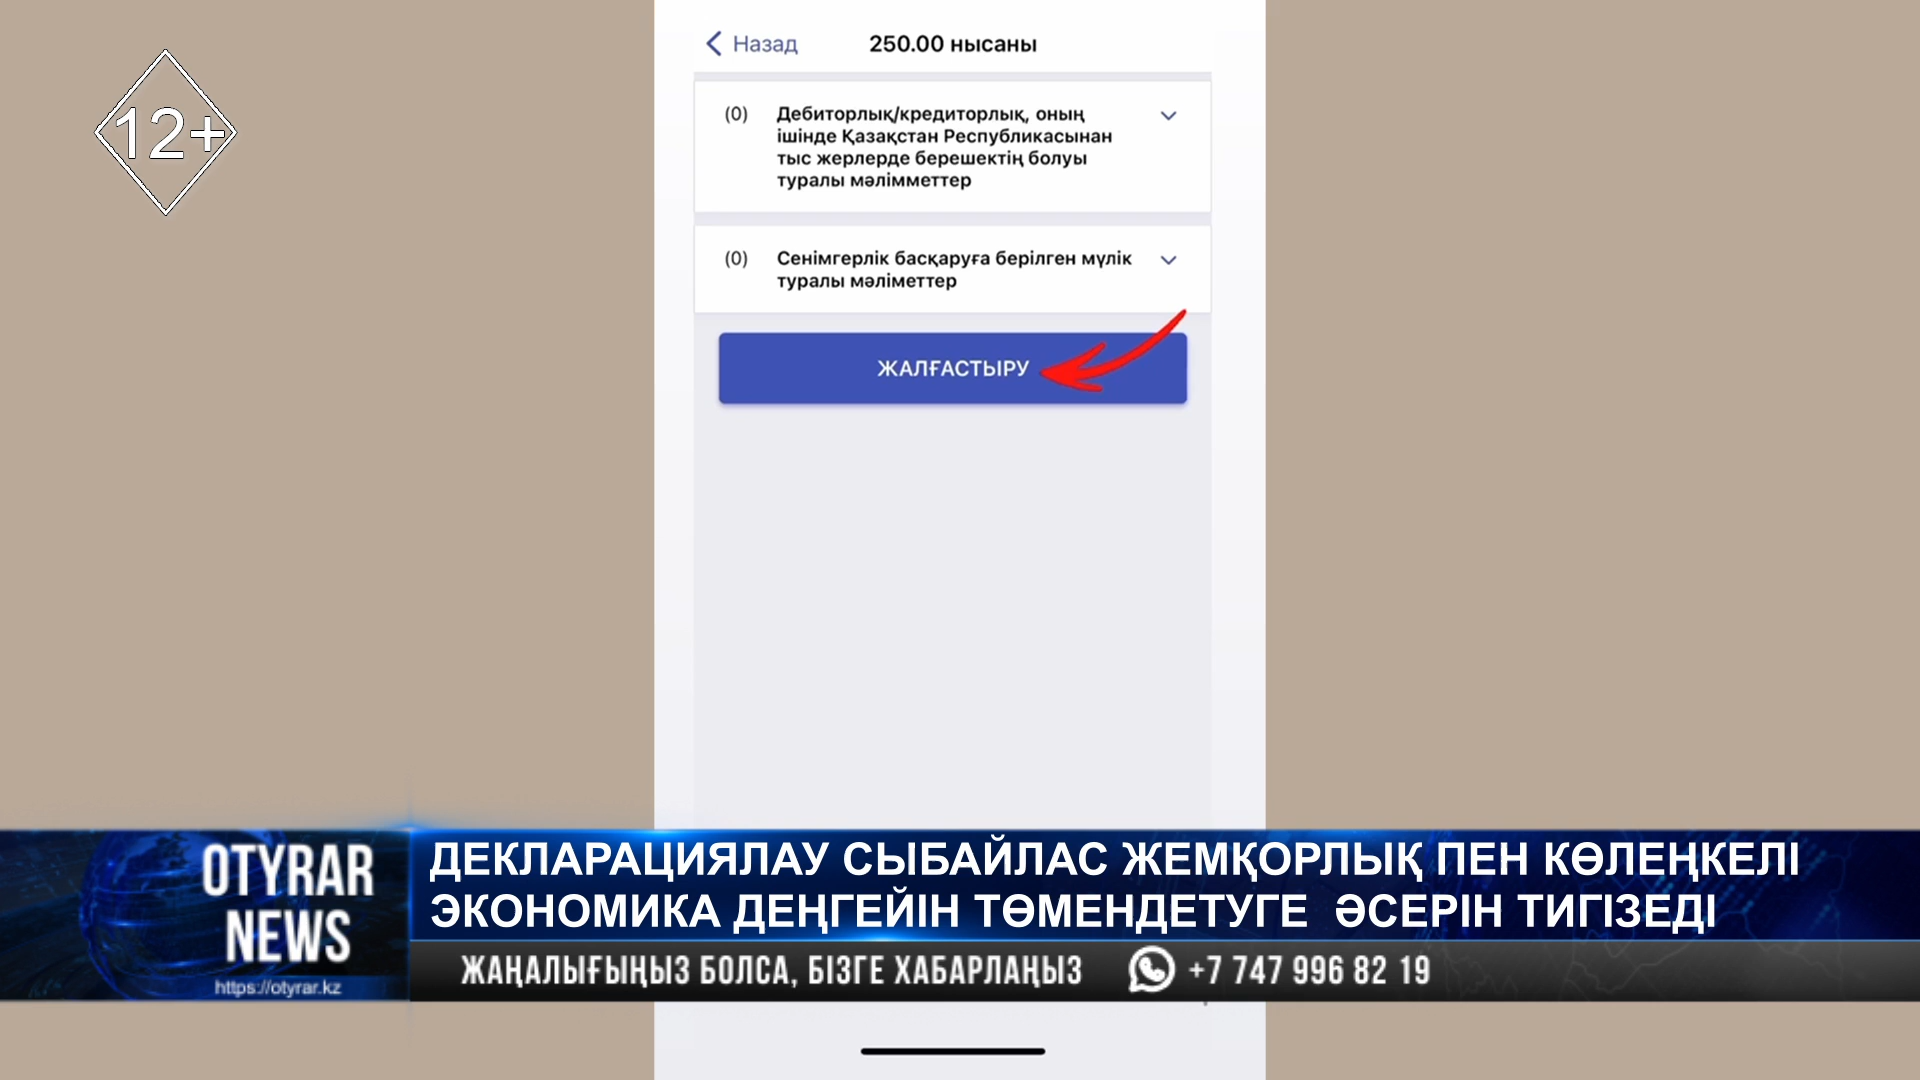 Назад
250.00 нысаны
12+
(0) Дебиторлық/кредиторлық, оның
ішінде Қазақстан Республикасынан
тыс жерлерде берешектің болуы
туралы мәлімметтер
(0) Сенімгерлік басқаруға берілген мүлік
туралы мәліметтер
ЖАЛҒАСТЫРУ
OTYRAR
NEWS
https://otyrar.kz
ДЕКЛАРАЦИЯЛАУ СЫБАЙЛАС ЖЕМҚОРЛЫҚ ПЕН КӨЛЕҢКЕЛІ
ЭКОНОМИКА ДЕҢГЕЙІН ТӨМЕНДЕТУГЕ ӘСЕРІН ТИГІЗЕДІ
ЖАҢАЛЫҒЫҢЫЗ БОЛСА, БІЗГЕ ХАБАРЛАҢЫЗ +7 747 996 82 19